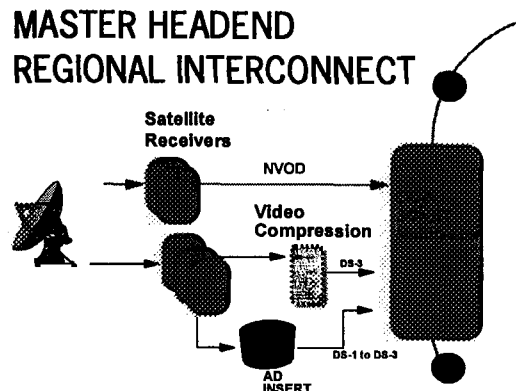 MASTER HEADEND
REGIONAL INTERCONNECT
Satellite
Receivers
NVOD
Video
Compression
DS-3
DS-1 to DS-3
AD
INSERT